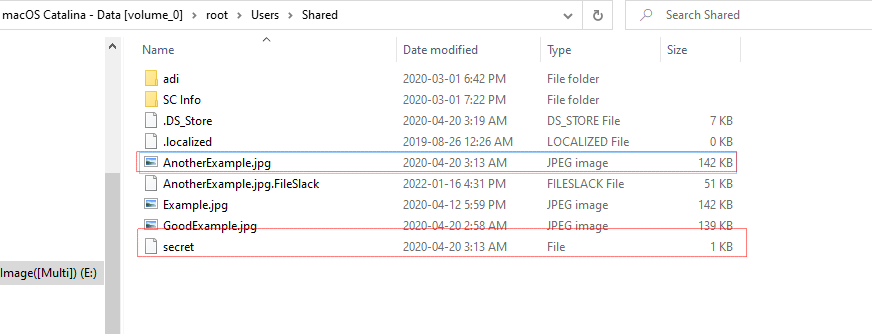 macOS Catalina - Data [volume_0] > root > Users > Shared
Search Shared
Name Date modified Type Size
adi 2020-03-01 6:42 PM File folder
SC Info 2020-03-01 7:22 PM File folder
.DS_Store 2020-04-20 3:19 AM DS_STORE File 7 KB
.localized 2019-08-26 12:26 AM LOCALIZED File 0 KB
AnotherExample.jpg 2020-04-20 3:13 AM JPEG image 142 KB
AnotherExample.jpg.FileSlack 2022-01-16 4:31 PM FILESLACK File 51 KB
Example.jpg 2020-04-12 5:59 PM JPEG image 142 KB
GoodExample.jpg 2020-04-20 2:58 AM JPEG image 139 KB
secret 2020-04-20 3:13 AM File 1 KB
Image([Multi]) (E:)